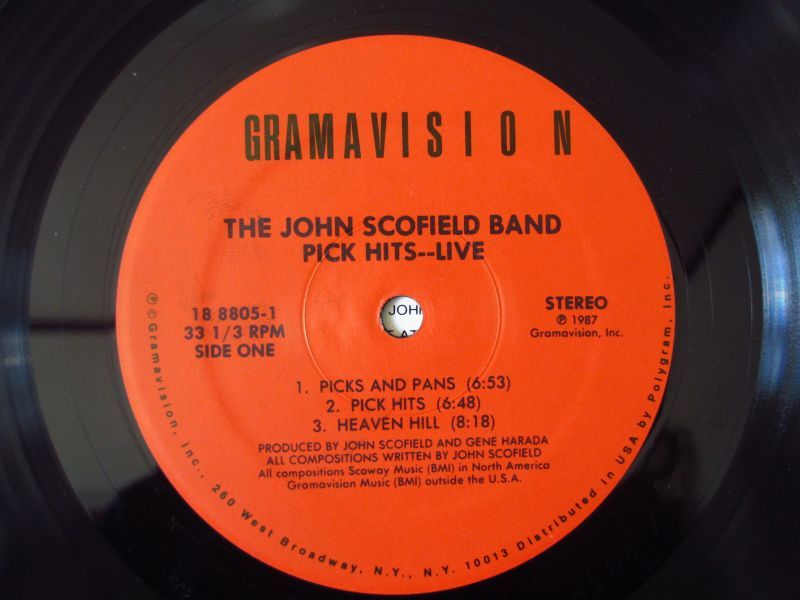 GRAMAVISION
THE JOHN SCOFIELD BAND
PICK HITS--LIVE
18 8805-1
33 1/3 RPM
SIDE ONE
JOH
STEREO
℗ 1987
Gramavision, Inc.
1. PICKS AND PANS (6:53)
2. PICK HITS (6:48)
3. HEAVEN HILL (8:18)
PRODUCED BY JOHN SCOFIELD AND GENE HARADA
ALL COMPOSITIONS WRITTEN BY JOHN SCOFIELD
All compositions Scoway Music (BMI) in North America
Gramavision Music (BMI) outside the U.S.A.
℗©Gramavision, Inc., 260 West Broadway, N.Y., N.Y. 10013 Distributed in USA by Polygram, Inc.